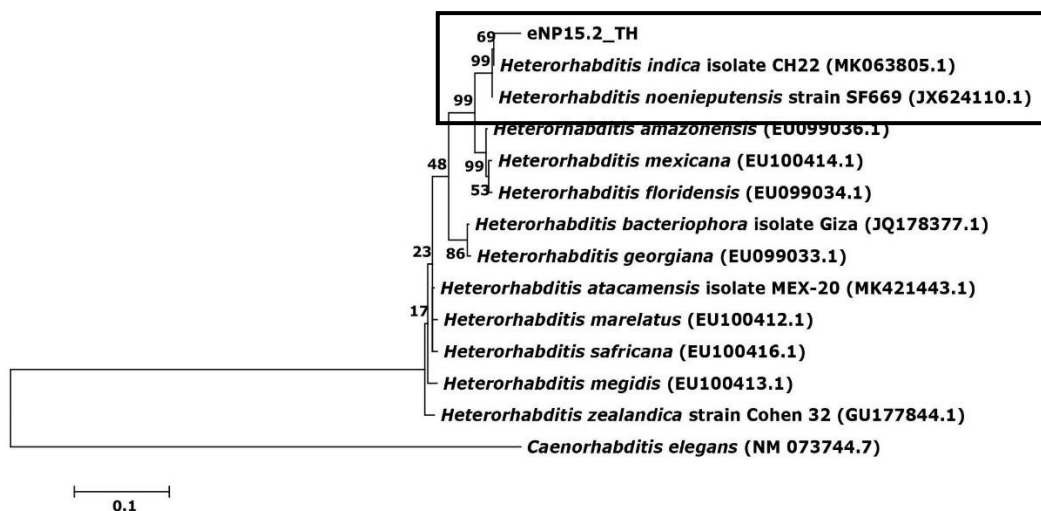 69
eNP15.2_TH
99
Heterorhabditis indica isolate CH22 (MK063805.1)
99
Heterorhabditis noenieputensis strain SF669 (JX624110.1)
Heterorhabditis amazonensis (EU099036.1)
48
99
Heterorhabditis mexicana (EU100414.1)
53
Heterorhabditis floridensis (EU099034.1)
Heterorhabditis bacteriophora isolate Giza (JQ178377.1)
23
86
Heterorhabditis georgiana (EU099033.1)
Heterorhabditis atacamensis isolate MEX-20 (MK421443.1)
17
Heterorhabditis marelatus (EU100412.1)
Heterorhabditis safricana (EU100416.1)
Heterorhabditis megidis (EU100413.1)
Heterorhabditis zealandica strain Cohen 32 (GU177844.1)
Caenorhabditis elegans (NM 073744.7)
0.1